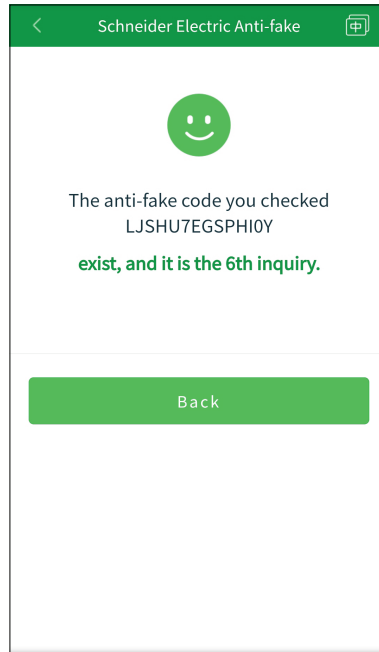 Schneider Electric Anti-fake
中
The anti-fake code you checked
LJSHU7EGSPHI0Y
exist, and it is the 6th inquiry.
Back